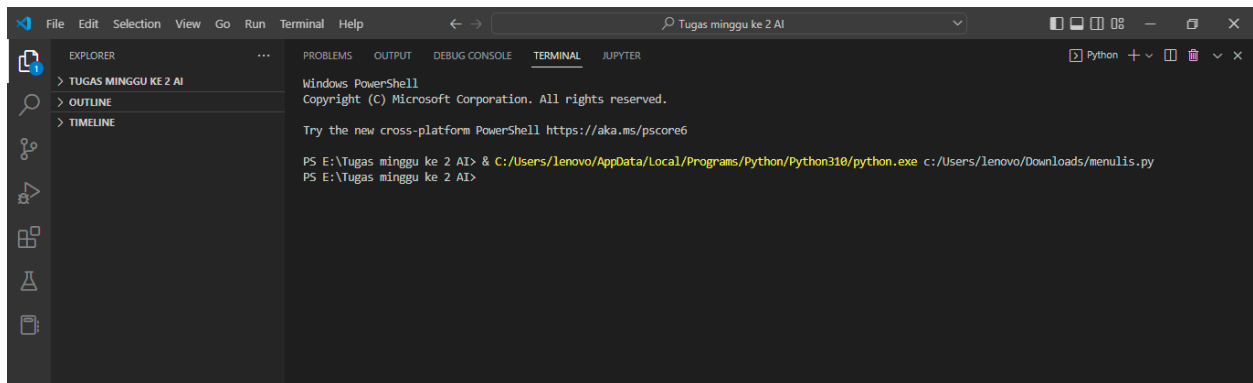 File Edit Selection View Go Run Terminal Help
Tugas minggu ke 2 AI
EXPLORER
1
TUGAS MINGGU KE 2 AI
OUTLINE
TIMELINE
PROBLEMS OUTPUT DEBUG CONSOLE TERMINAL JUPYTER
Python
Windows PowerShell
Copyright (C) Microsoft Corporation. All rights reserved.
Try the new cross-platform PowerShell https://aka.ms/pscore6
PS E:\Tugas minggu ke 2 AI> & C:/Users/lenovo/AppData/Local/Programs/Python/Python310/python.exe c:/Users/lenovo/Downloads/menulis.py
PS E:\Tugas minggu ke 2 AI>